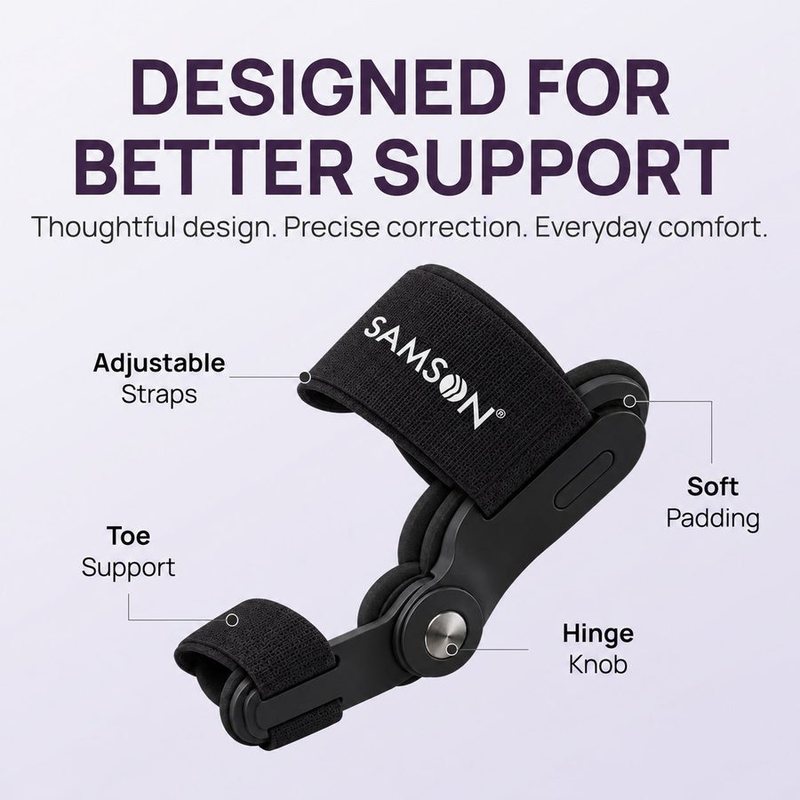 DESIGNED FOR
BETTER SUPPORT
Thoughtful design. Precise correction. Everyday comfort.
SAMSON®
Adjustable
Straps
Soft
Padding
Toe
Support
Hinge
Knob